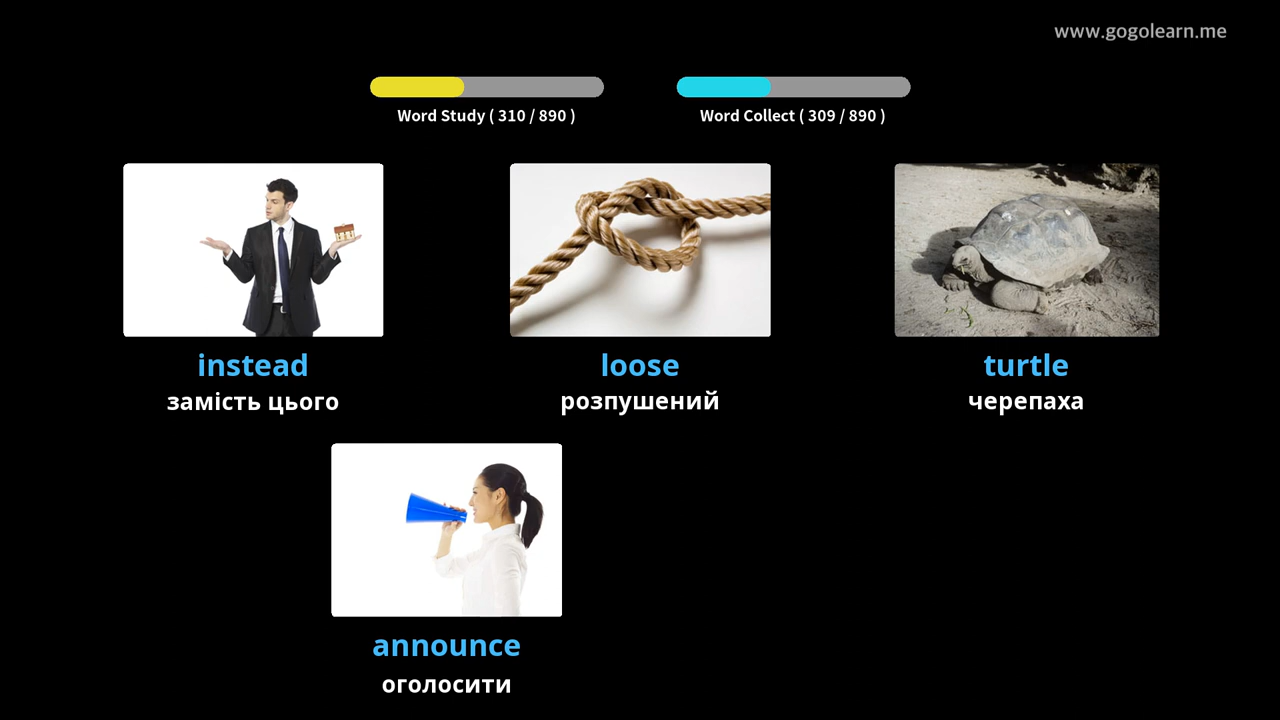 www.gogolearn.me
Word Study ( 310 / 890 )
Word Collect ( 309 / 890 )
instead
замість цього
loose
розпушений
turtle
черепаха
announce
оголосити